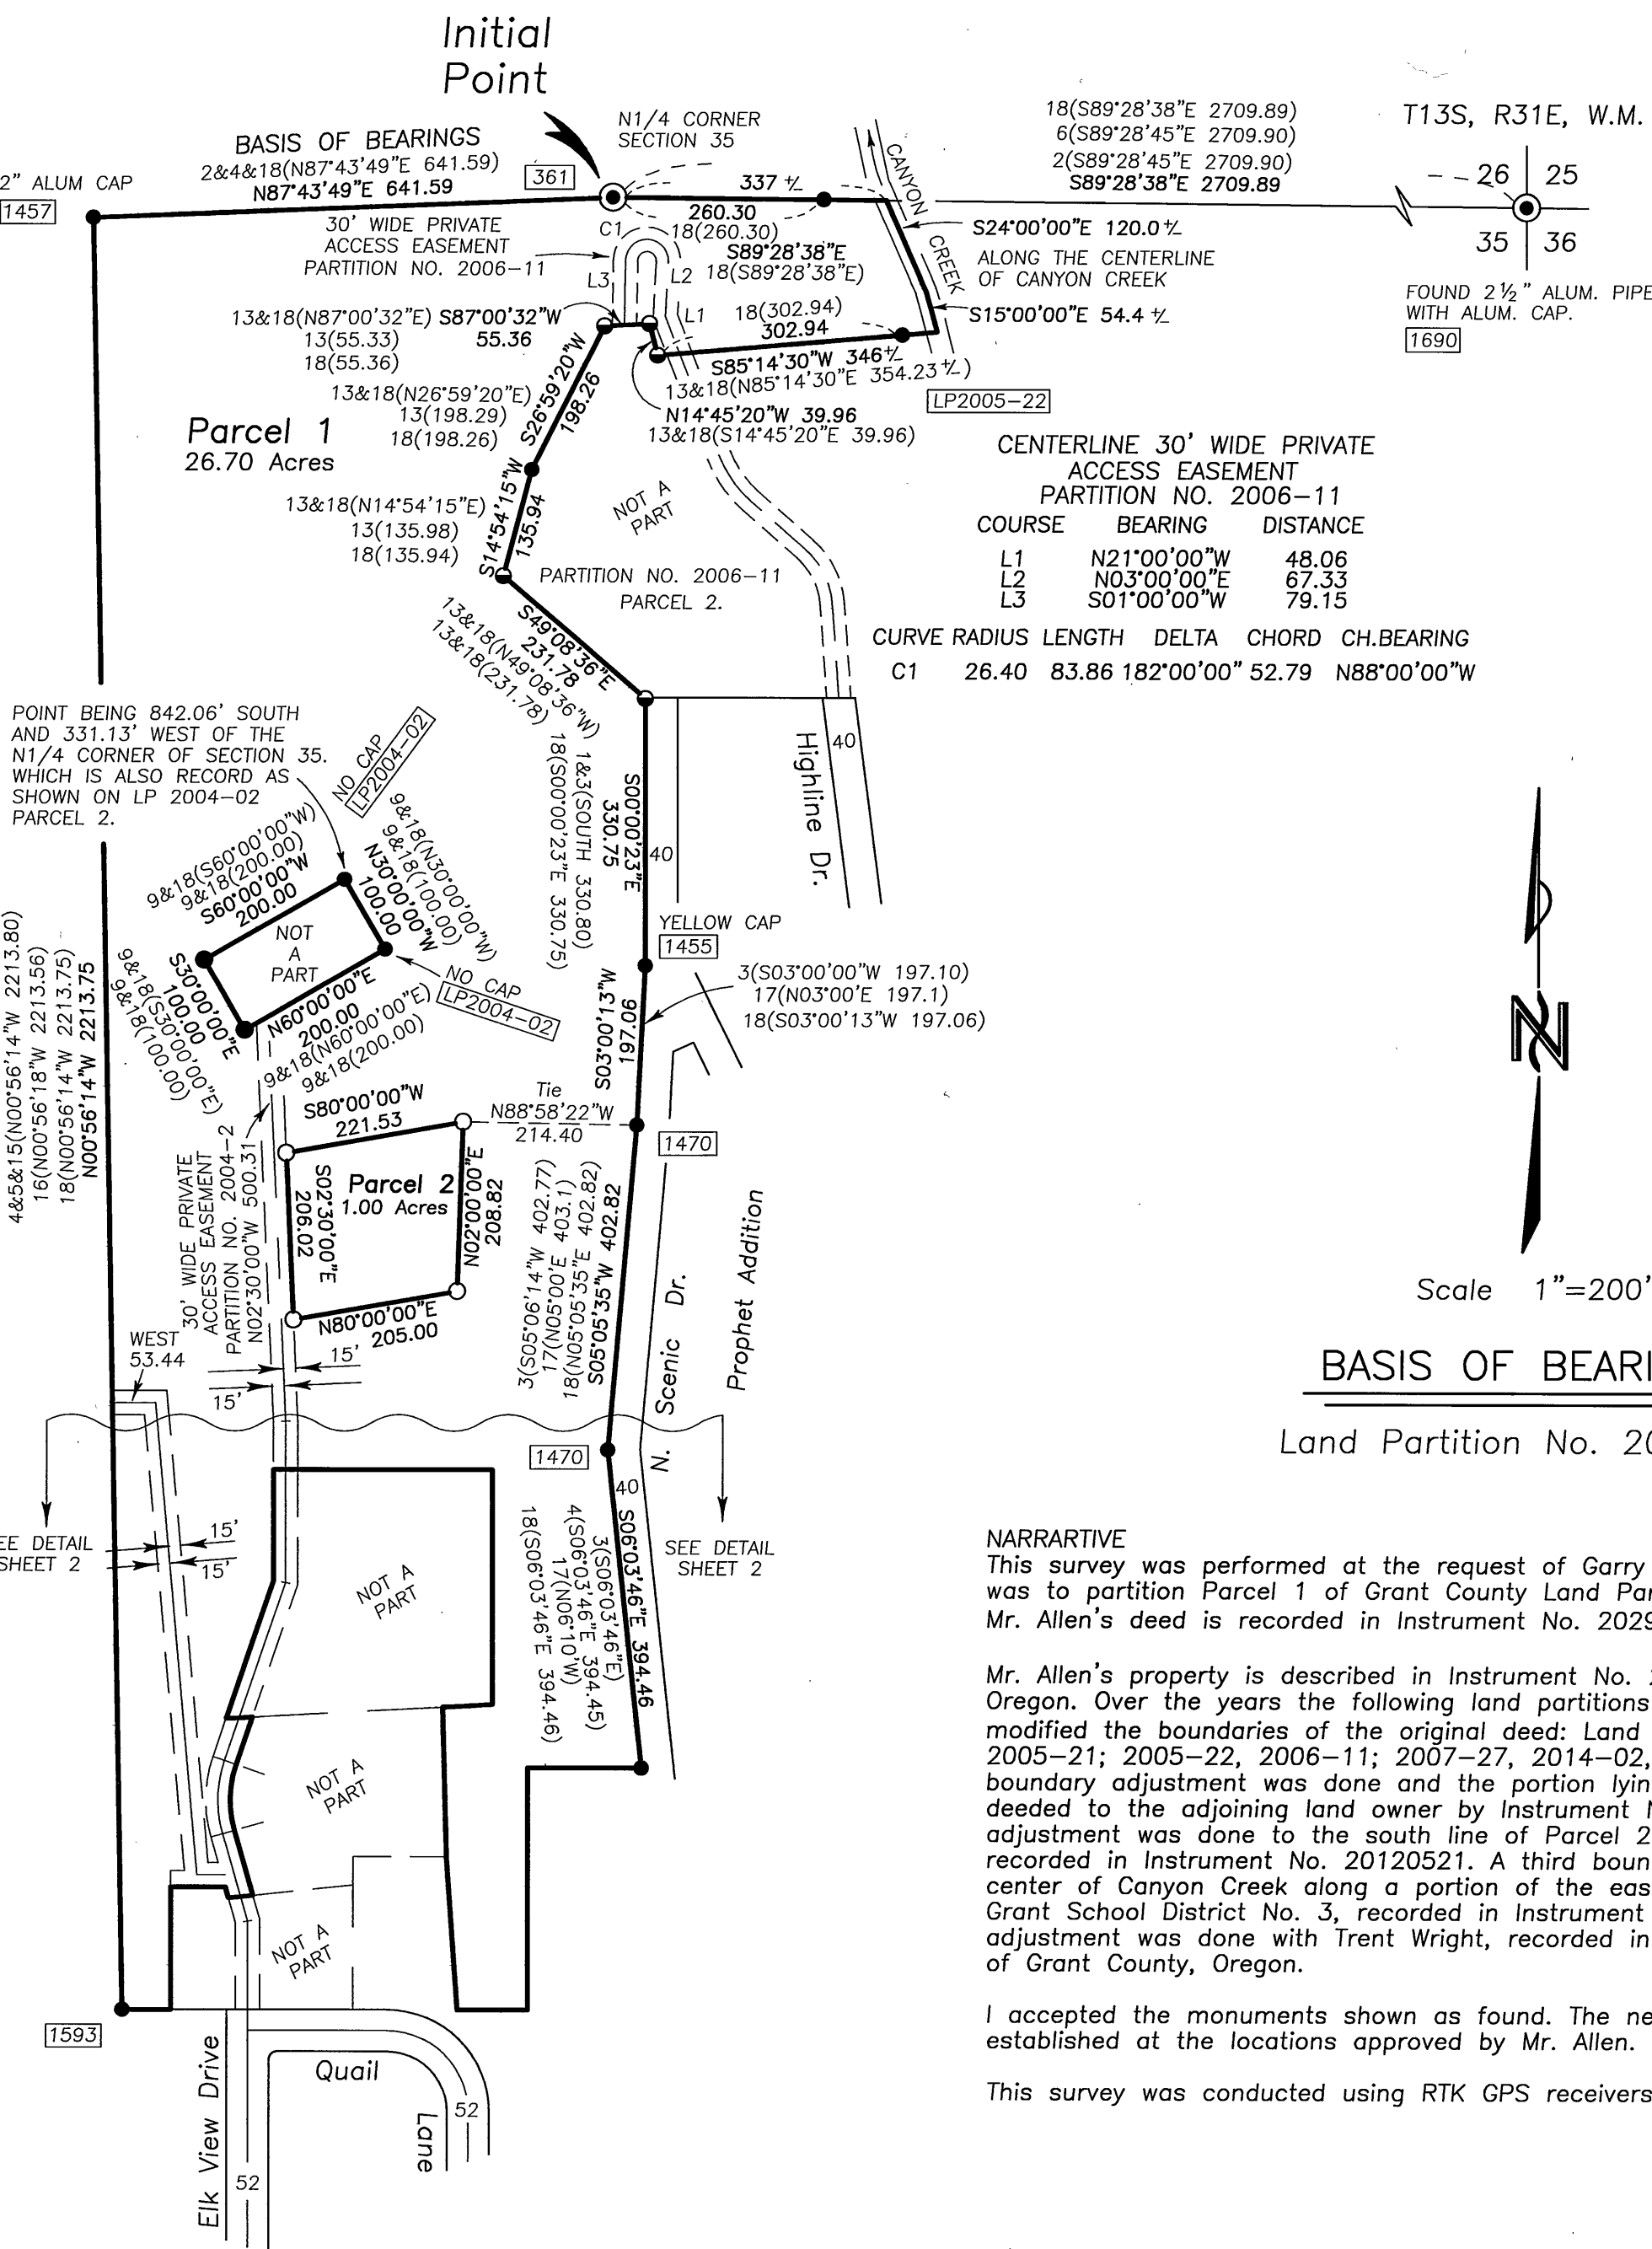 Initial
Point
N1/4 CORNER
SECTION 35
BASIS OF BEARINGS
2&4&18(N87°43'49"E 641.59)
N87°43'49"E 641.59
361
2" ALUM CAP
1457
337 +/-
260.30
18(260.30)
S89°28'38"E
18(S89°28'38"E)
CANYON
CREEK
18(S89°28'38"E 2709.89)
6(S89°28'45"E 2709.90)
2(S89°28'45"E 2709.90)
S89°28'38"E 2709.89
T13S, R31E, W.M.
26 25
35 36
FOUND 2½" ALUM. PIPE
WITH ALUM. CAP.
1690
30' WIDE PRIVATE
ACCESS EASEMENT
PARTITION NO. 2006-11
C1
L3
L2
L1
S24°00'00"E 120.0 +/-
ALONG THE CENTERLINE
OF CANYON CREEK
S15°00'00"E 54.4 +/-
13&18(N87°00'32"E) S87°00'32"W
13(55.33) 55.36
18(55.36)
18(302.94)
302.94
S85°14'30"W 346+/-
13&18(N85°14'30"E 354.23+/-)
LP2005-22
N14°45'20"W 39.96
13&18(S14°45'20"E 39.96)
13&18(N26°59'20"E)
13(198.29)
18(198.26)
S26°59'20"W
198.26
Parcel 1
26.70 Acres
13&18(N14°54'15"E)
13(135.98)
18(135.94)
S14°54'15"W
135.94
NOT A
PART
PARTITION NO. 2006-11
PARCEL 2.
CENTERLINE 30' WIDE PRIVATE
ACCESS EASEMENT
PARTITION NO. 2006-11
COURSE BEARING DISTANCE
L1 N21°00'00"W 48.06
L2 N03°00'00"E 67.33
L3 S01°00'00"W 79.15
CURVE RADIUS LENGTH DELTA CHORD CH.BEARING
C1 26.40 83.86 182°00'00" 52.79 N88°00'00"W
S49°08'36"E
231.78
13&18(N49°08'36"W)
13&18(231.78)
POINT BEING 842.06' SOUTH
AND 331.13' WEST OF THE
N1/4 CORNER OF SECTION 35.
WHICH IS ALSO RECORD AS
SHOWN ON LP 2004-02
PARCEL 2.
NO CAP
LP2004-02
S00°00'23"E
330.75
1&3(SOUTH 330.80)
18(S00°00'23"E 330.75)
40
Highline Dr.
40
9&18(S60°00'00"W)
9&18(200.00)
S60°00'00"W
200.00
9&18(N30°00'00"W)
9&18(100.00)
N30°00'00"W
100.00
NOT
A
PART
S30°00'00"E
100.00
9&18(S30°00'00"E)
9&18(100.00)
N60°00'00"E
200.00
9&18(N60°00'00"E)
9&18(200.00)
NO CAP
LP2004-02
YELLOW CAP
1455
3(S03°00'00"W 197.10)
17(N03°00'E 197.1)
18(S03°00'13"W 197.06)
S03°00'13"W
197.06
4&5&15(N00°56'14"W 2213.80)
16(N00°56'18"W 2213.56)
18(N00°56'14"W 2213.75)
N00°56'14"W 2213.75
S80°00'00"W
221.53
Tie
N88°58'22"W
214.40
1470
Parcel 2
1.00 Acres
S02°30'00"E
206.02
N02°00'00"E
208.82
N80°00'00"E
205.00
30' WIDE PRIVATE
ACCESS EASEMENT
PARTITION NO. 2004-2
N02°30'00"W 500.31
3(S05°06'14"W 402.77)
17(N05°00'E 403.1)
18(N05°05'35"E 402.82)
S05°05'35"W 402.82
N. Scenic Dr.
Prophet Addition
WEST
53.44
15'
15'
Scale 1"=200'
BASIS OF BEARI
Land Partition No. 20
1470
40
S06°03'46"E 394.46
3(S06°03'46"E)
4(S06°03'46"E 394.45)
17(N06°10'W)
18(S06°03'46"E 394.46)
EE DETAIL
SHEET 2
15'
15'
SEE DETAIL
SHEET 2
NOT A
PART
NOT A
PART
NOT A
PART
1593
Quail
Lane
52
Elk View Drive
52
NARRARTIVE
This survey was performed at the request of Garry
was to partition Parcel 1 of Grant County Land Par
Mr. Allen's deed is recorded in Instrument No. 2029
Mr. Allen's property is described in Instrument No.
Oregon. Over the years the following land partitions
modified the boundaries of the original deed: Land
2005-21; 2005-22, 2006-11; 2007-27, 2014-02,
boundary adjustment was done and the portion lyin
deeded to the adjoining land owner by Instrument N
adjustment was done to the south line of Parcel 2
recorded in Instrument No. 20120521. A third boun
center of Canyon Creek along a portion of the eas
Grant School District No. 3, recorded in Instrument
adjustment was done with Trent Wright, recorded in
of Grant County, Oregon.
I accepted the monuments shown as found. The ne
established at the locations approved by Mr. Allen.
This survey was conducted using RTK GPS receivers